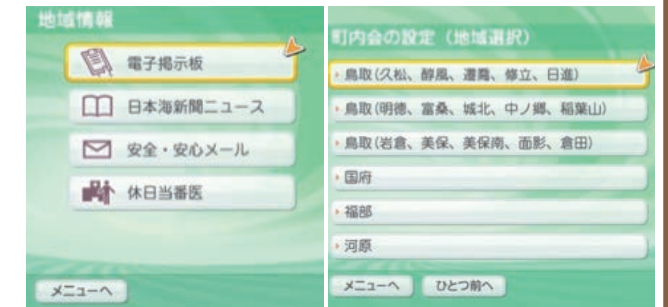 地域情報
電子掲示板
日本海新聞ニュース
安全・安心メール
休日当番医
メニューへ
町内会の設定（地域選択）
鳥取(久松、醇風、遷喬、修立、日進)
鳥取(明徳、富桑、城北、中ノ郷、稲葉山)
鳥取(岩倉、美保、美保南、面影、倉田)
国府
福部
河原
メニューへ
ひとつ前へ